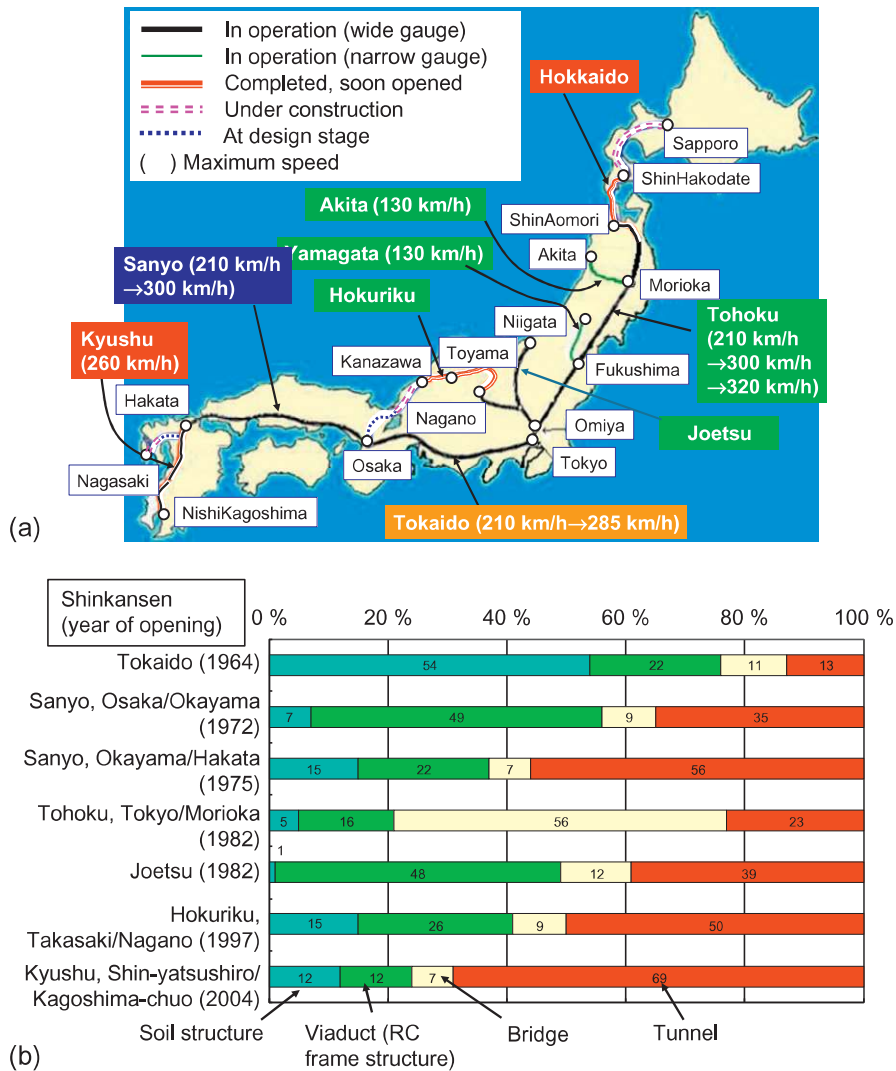 In operation (wide gauge)
In operation (narrow gauge)
Completed, soon opened
Under construction
At design stage
( ) Maximum speed
Hokkaido
Sapporo
ShinHakodate
Akita (130 km/h)
ShinAomori
Yamagata (130 km/h)
Akita
Sanyo (210 km/h
→300 km/h)
Morioka
Hokuriku
Niigata
Tohoku
(210 km/h
→300 km/h
→320 km/h)
Kyushu
(260 km/h)
Toyama
Kanazawa
Fukushima
Hakata
Nagano
Omiya
Joetsu
Osaka
Tokyo
Nagasaki
NishiKagoshima
Tokaido (210 km/h→285 km/h)
(a)
Shinkansen
(year of opening)
0 % 20 % 40 % 60 % 80 % 100 %
Tokaido (1964)
54 22 11 13
Sanyo, Osaka/Okayama
(1972)
7 49 9 35
Sanyo, Okayama/Hakata
(1975)
15 22 7 56
Tohoku, Tokyo/Morioka
(1982)
5 16 56 23
1
Joetsu (1982)
48 12 39
Hokuriku,
Takasaki/Nagano (1997)
15 26 9 50
Kyushu, Shin-yatsushiro/
Kagoshima-chuo (2004)
12 12 7 69
Soil structure
Viaduct (RC
frame structure)
Bridge
Tunnel
(b)